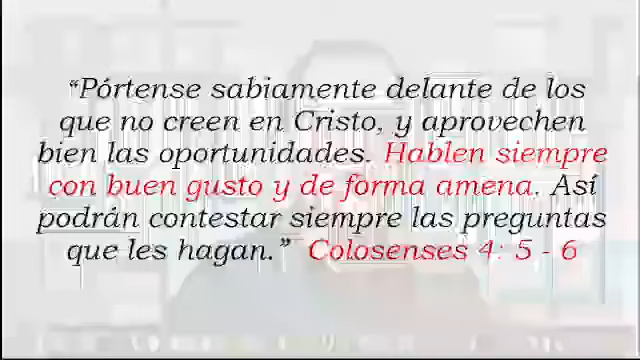 “Pórtense sabiamente delante de los
que no creen en Cristo, y aprovechen
bien las oportunidades. Hablen siempre
con buen gusto y de forma amena. Así
podrán contestar siempre las preguntas
que les hagan.” Colosenses 4: 5 - 6